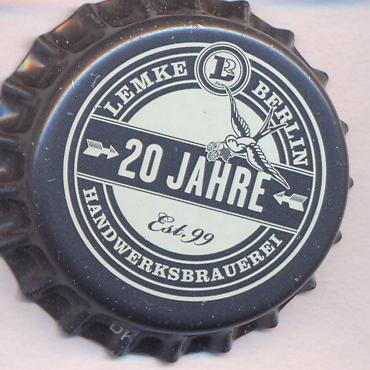 LEMKE BERLIN
20 JAHRE
Est. 99
HANDWERKSBRAUEREI